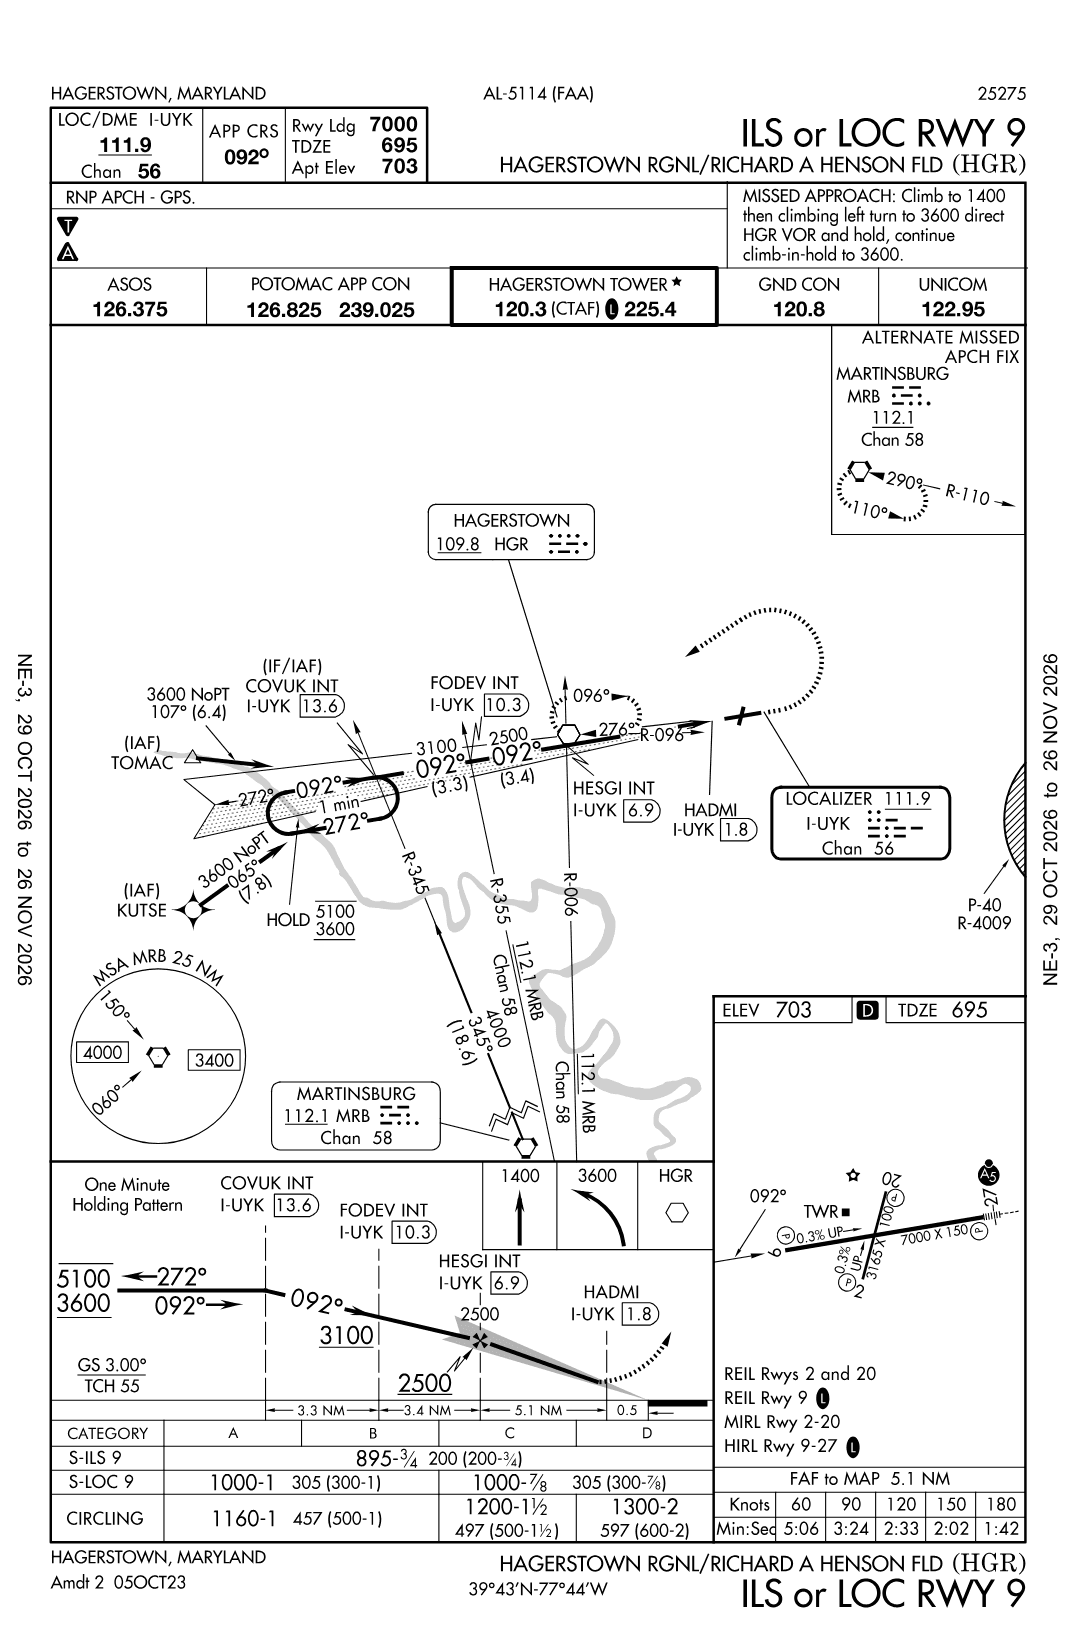 HAGERSTOWN, MARYLAND
AL-5114 (FAA)
25275
LOC/DME I-UYK
111.9
Chan 56
APP CRS
092°
Rwy Ldg 7000
TDZE 695
Apt Elev 703
ILS or LOC RWY 9
HAGERSTOWN RGNL/RICHARD A HENSON FLD (HGR)
RNP APCH - GPS.
T
A
MISSED APPROACH: Climb to 1400
then climbing left turn to 3600 direct
HGR VOR and hold, continue
climb-in-hold to 3600.
ASOS
126.375
POTOMAC APP CON
126.825 239.025
HAGERSTOWN TOWER ★
120.3 (CTAF) L 225.4
GND CON
120.8
UNICOM
122.95
ALTERNATE MISSED
APCH FIX
MARTINSBURG
MRB
112.1
Chan 58
290°
R-110
110°
HAGERSTOWN
109.8 HGR
(IF/IAF)
COVUK INT
I-UYK 13.6
FODEV INT
I-UYK 10.3
3600 NoPT
107° (6.4)
(IAF)
TOMAC
096°
276°
R-096
3100
2500
092°
092°
092°
(3.3)
(3.4)
272°
1 min
272°
HESGI INT
I-UYK 6.9
HADMI
I-UYK 1.8
LOCALIZER 111.9
I-UYK
Chan 56
3600 NoPT
065°
(7.8)
(IAF)
KUTSE
HOLD 5100
3600
R-345
R-355
R-006
P-40
R-4009
112.1 MRB
Chan 58
4000
345°
(18.6)
112.1 MRB
Chan 58
MSA MRB 25 NM
150°
4000
3400
060°
MARTINSBURG
112.1 MRB
Chan 58
ELEV 703
D
TDZE 695
092°
TWR
20
A5
27
0.3% UP
7000 X 150
P
P
P
P
9
0.3%
UP
3165 X 100
2
REIL Rwys 2 and 20
REIL Rwy 9 L
MIRL Rwy 2-20
HIRL Rwy 9-27 L
FAF to MAP 5.1 NM
Knots 60 90 120 150 180
Min:Sec 5:06 3:24 2:33 2:02 1:42
One Minute
Holding Pattern
COVUK INT
I-UYK 13.6
FODEV INT
I-UYK 10.3
HESGI INT
I-UYK 6.9
2500
HADMI
I-UYK 1.8
1400
3600
HGR
5100
3600
272°
092°
092°
3100
2500
GS 3.00°
TCH 55
3.3 NM
3.4 NM
5.1 NM
0.5
CATEGORY A B C D
S-ILS 9 895-¾ 200 (200-¾)
S-LOC 9 1000-1 305 (300-1) 1000-⅞ 305 (300-⅞)
CIRCLING 1160-1 457 (500-1) 1200-1½ 497 (500-1½) 1300-2 597 (600-2)
HAGERSTOWN, MARYLAND
Amdt 2 05OCT23
39°43'N-77°44'W
HAGERSTOWN RGNL/RICHARD A HENSON FLD (HGR)
ILS or LOC RWY 9
NE-3, 29 OCT 2026 to 26 NOV 2026
NE-3, 29 OCT 2026 to 26 NOV 2026